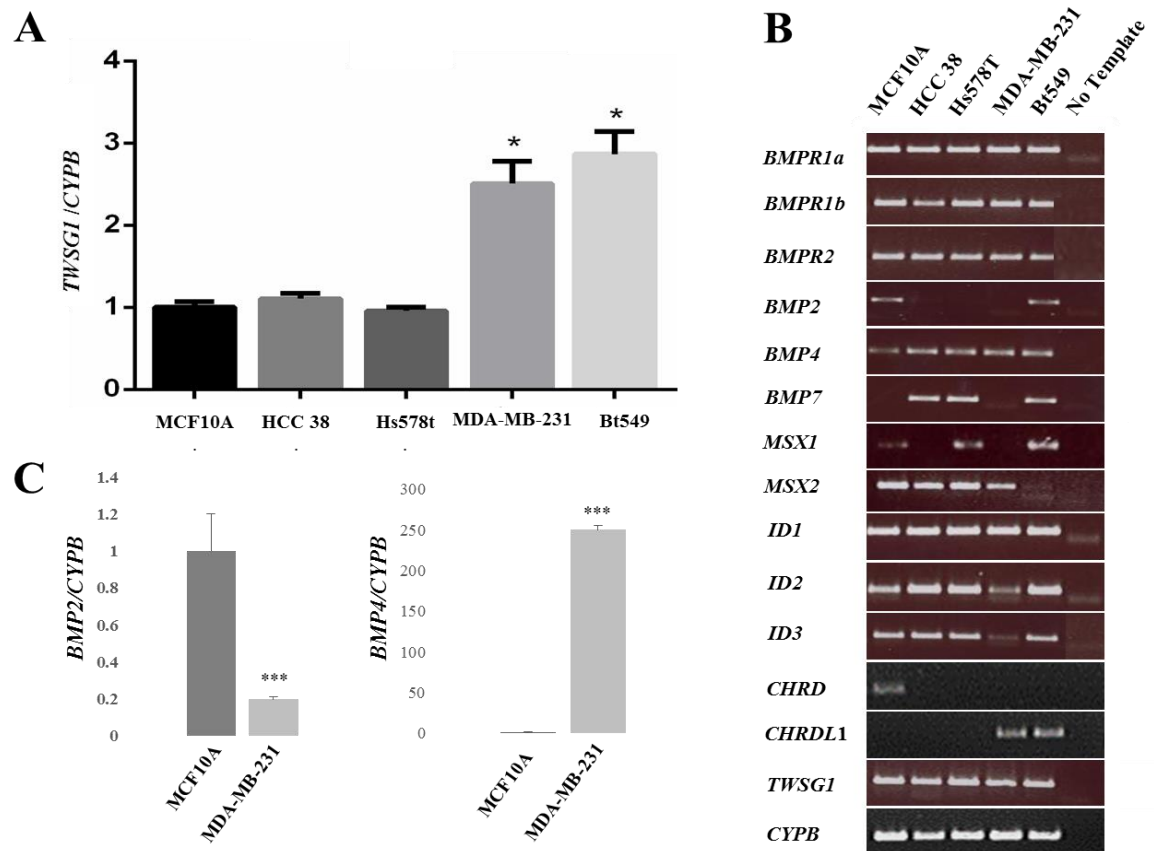 A
TWSG1 /CYPB
4
3
2
1
0
*
*
MCF10A HCC 38 Hs578t MDA-MB-231 Bt549
B
MCF10A
HCC 38
Hs578T
MDA-MB-231
Bt549
No Template
BMPR1a
BMPR1b
BMPR2
BMP2
BMP4
BMP7
MSX1
MSX2
ID1
ID2
ID3
CHRD
CHRDL1
TWSG1
CYPB
C
BMP2/CYPB
1.4
1.2
1
0.8
0.6
0.4
0.2
0
***
MCF10A
MDA-MB-231
BMP4/CYPB
300
250
200
150
100
50
0
***
MCF10A
MDA-MB-231